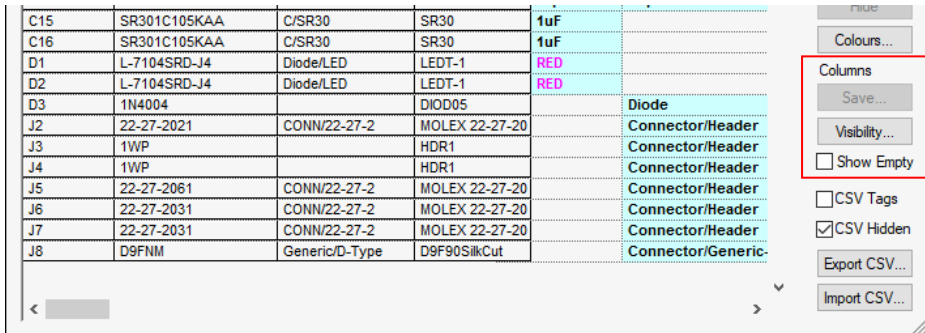 Hide
C15 SR301C105KAA C/SR30 SR30 1uF
C16 SR301C105KAA C/SR30 SR30 1uF
Colours...
D1 L-7104SRD-J4 Diode/LED LEDT-1 RED
D2 L-7104SRD-J4 Diode/LED LEDT-1 RED
Columns
D3 1N4004 DIOD05 Diode
Save...
J2 22-27-2021 CONN/22-27-2 MOLEX 22-27-20 Connector/Header
Visibility...
J3 1WP HDR1 Connector/Header
J4 1WP HDR1 Connector/Header
Show Empty
J5 22-27-2061 CONN/22-27-2 MOLEX 22-27-20 Connector/Header
J6 22-27-2031 CONN/22-27-2 MOLEX 22-27-20 Connector/Header
CSV Tags
J7 22-27-2031 CONN/22-27-2 MOLEX 22-27-20 Connector/Header
CSV Hidden
J8 D9FNM Generic/D-Type D9F90SilkCut Connector/Generic-
Export CSV...
Import CSV...